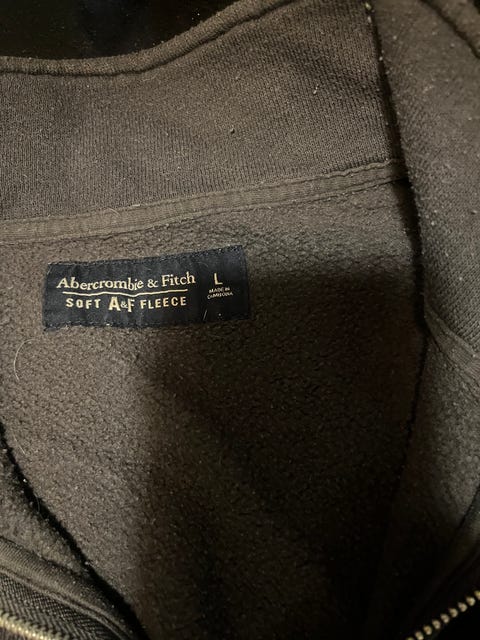 Abercrombie & Fitch
SOFT A&F FLEECE
L
MADE IN
CAMBODIA